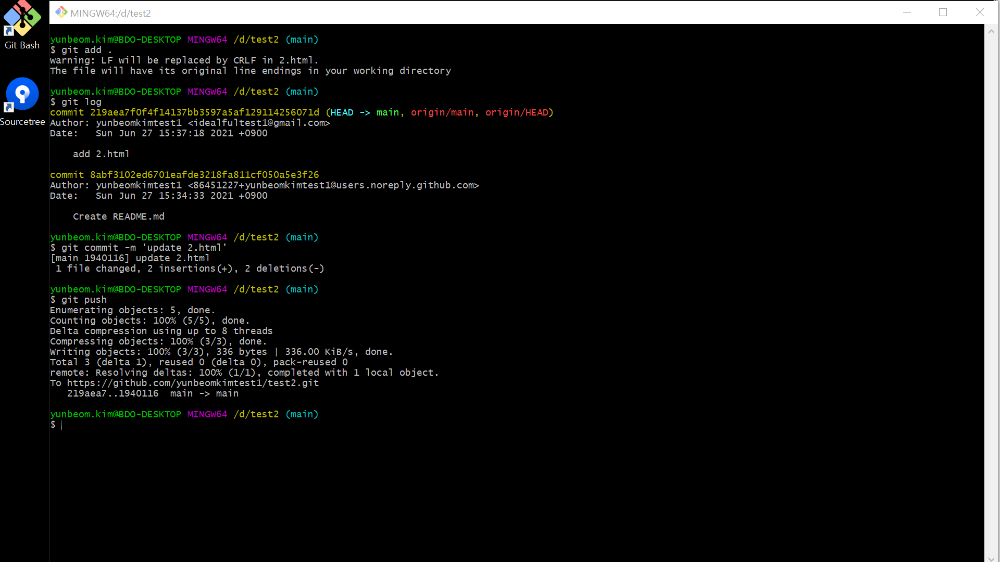 Git Bash
Sourcetree
MINGW64:/d/test2
yunbeom.kim@BDO-DESKTOP MINGW64 /d/test2 (main)
$ git add .
warning: LF will be replaced by CRLF in 2.html.
The file will have its original line endings in your working directory
yunbeom.kim@BDO-DESKTOP MINGW64 /d/test2 (main)
$ git log
commit 219aea7f0f4f14137bb3597a5af129114256071d (HEAD -> main, origin/main, origin/HEAD)
Author: yunbeomkimtest1 <idealfultest1@gmail.com>
Date:   Sun Jun 27 15:37:18 2021 +0900
    add 2.html
commit 8abf3102ed6701eafde3218fa811cf050a5e3f26
Author: yunbeomkimtest1 <86451227+yunbeomkimtest1@users.noreply.github.com>
Date:   Sun Jun 27 15:34:33 2021 +0900
    Create README.md
yunbeom.kim@BDO-DESKTOP MINGW64 /d/test2 (main)
$ git commit -m 'update 2.html'
[main 1940116] update 2.html
 1 file changed, 2 insertions(+), 2 deletions(-)
yunbeom.kim@BDO-DESKTOP MINGW64 /d/test2 (main)
$ git push
Enumerating objects: 5, done.
Counting objects: 100% (5/5), done.
Delta compression using up to 8 threads
Compressing objects: 100% (3/3), done.
Writing objects: 100% (3/3), 336 bytes | 336.00 KiB/s, done.
Total 3 (delta 1), reused 0 (delta 0), pack-reused 0
remote: Resolving deltas: 100% (1/1), completed with 1 local object.
To https://github.com/yunbeomkimtest1/test2.git
   219aea7..1940116  main -> main
yunbeom.kim@BDO-DESKTOP MINGW64 /d/test2 (main)
$